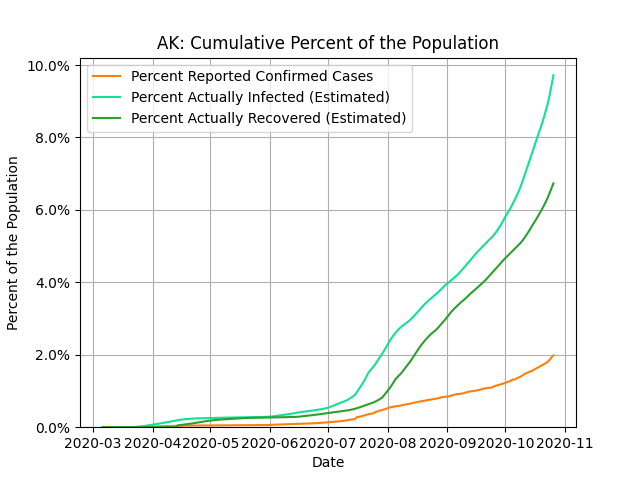 AK: Cumulative Percent of the Population
Percent Reported Confirmed Cases
Percent Actually Infected (Estimated)
Percent Actually Recovered (Estimated)
10.0%
8.0%
6.0%
4.0%
2.0%
0.0%
Percent of the Population
2020-03 2020-04 2020-05 2020-06 2020-07 2020-08 2020-09 2020-10 2020-11
Date